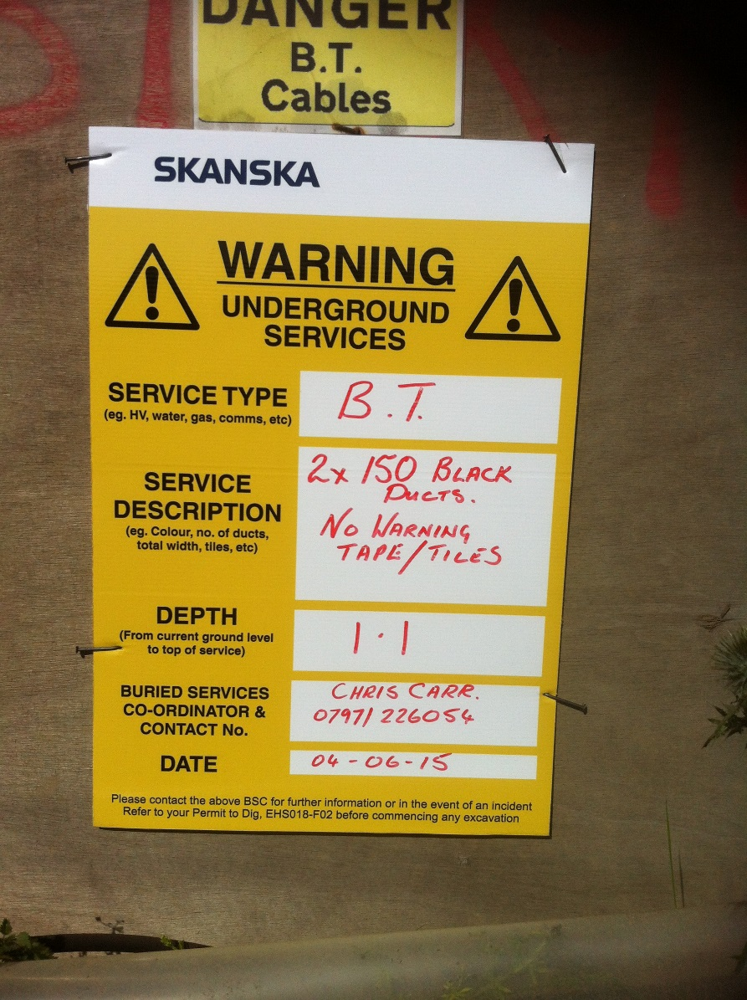 DANGER
B.T.
Cables
SKANSKA
WARNING
UNDERGROUND
SERVICES
SERVICE TYPE
(eg. HV, water, gas, comms, etc)
B.T.
SERVICE
DESCRIPTION
(eg. Colour, no. of ducts,
total width, tiles, etc)
2x 150 BLACK
DUCTS.
NO WARNING
TAPE/TILES
DEPTH
(From current ground level
to top of service)
1.1
BURIED SERVICES
CO-ORDINATOR &
CONTACT No.
CHRIS CARR.
07971 226054
DATE
04-06-15
Please contact the above BSC for further information or in the event of an incident
Refer to your Permit to Dig, EHS018-F02 before commencing any excavation